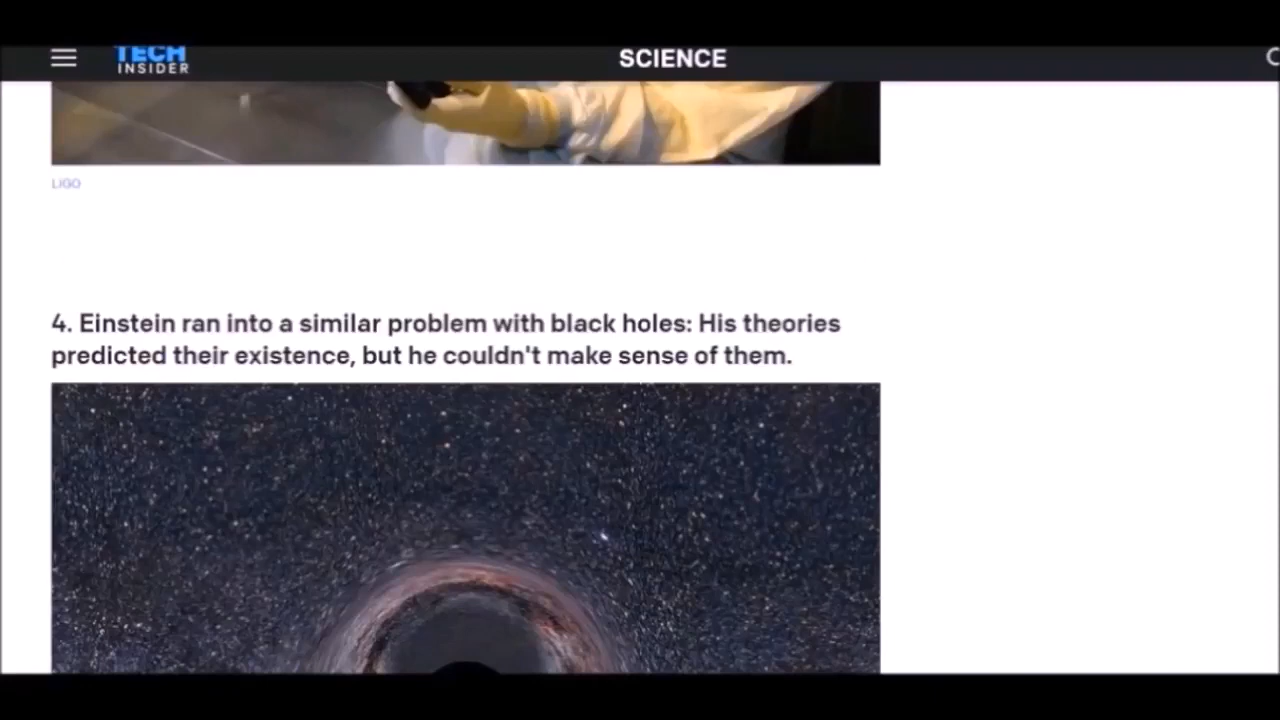 TECH
INSIDER
SCIENCE
LIGO
4. Einstein ran into a similar problem with black holes: His theories
predicted their existence, but he couldn't make sense of them.